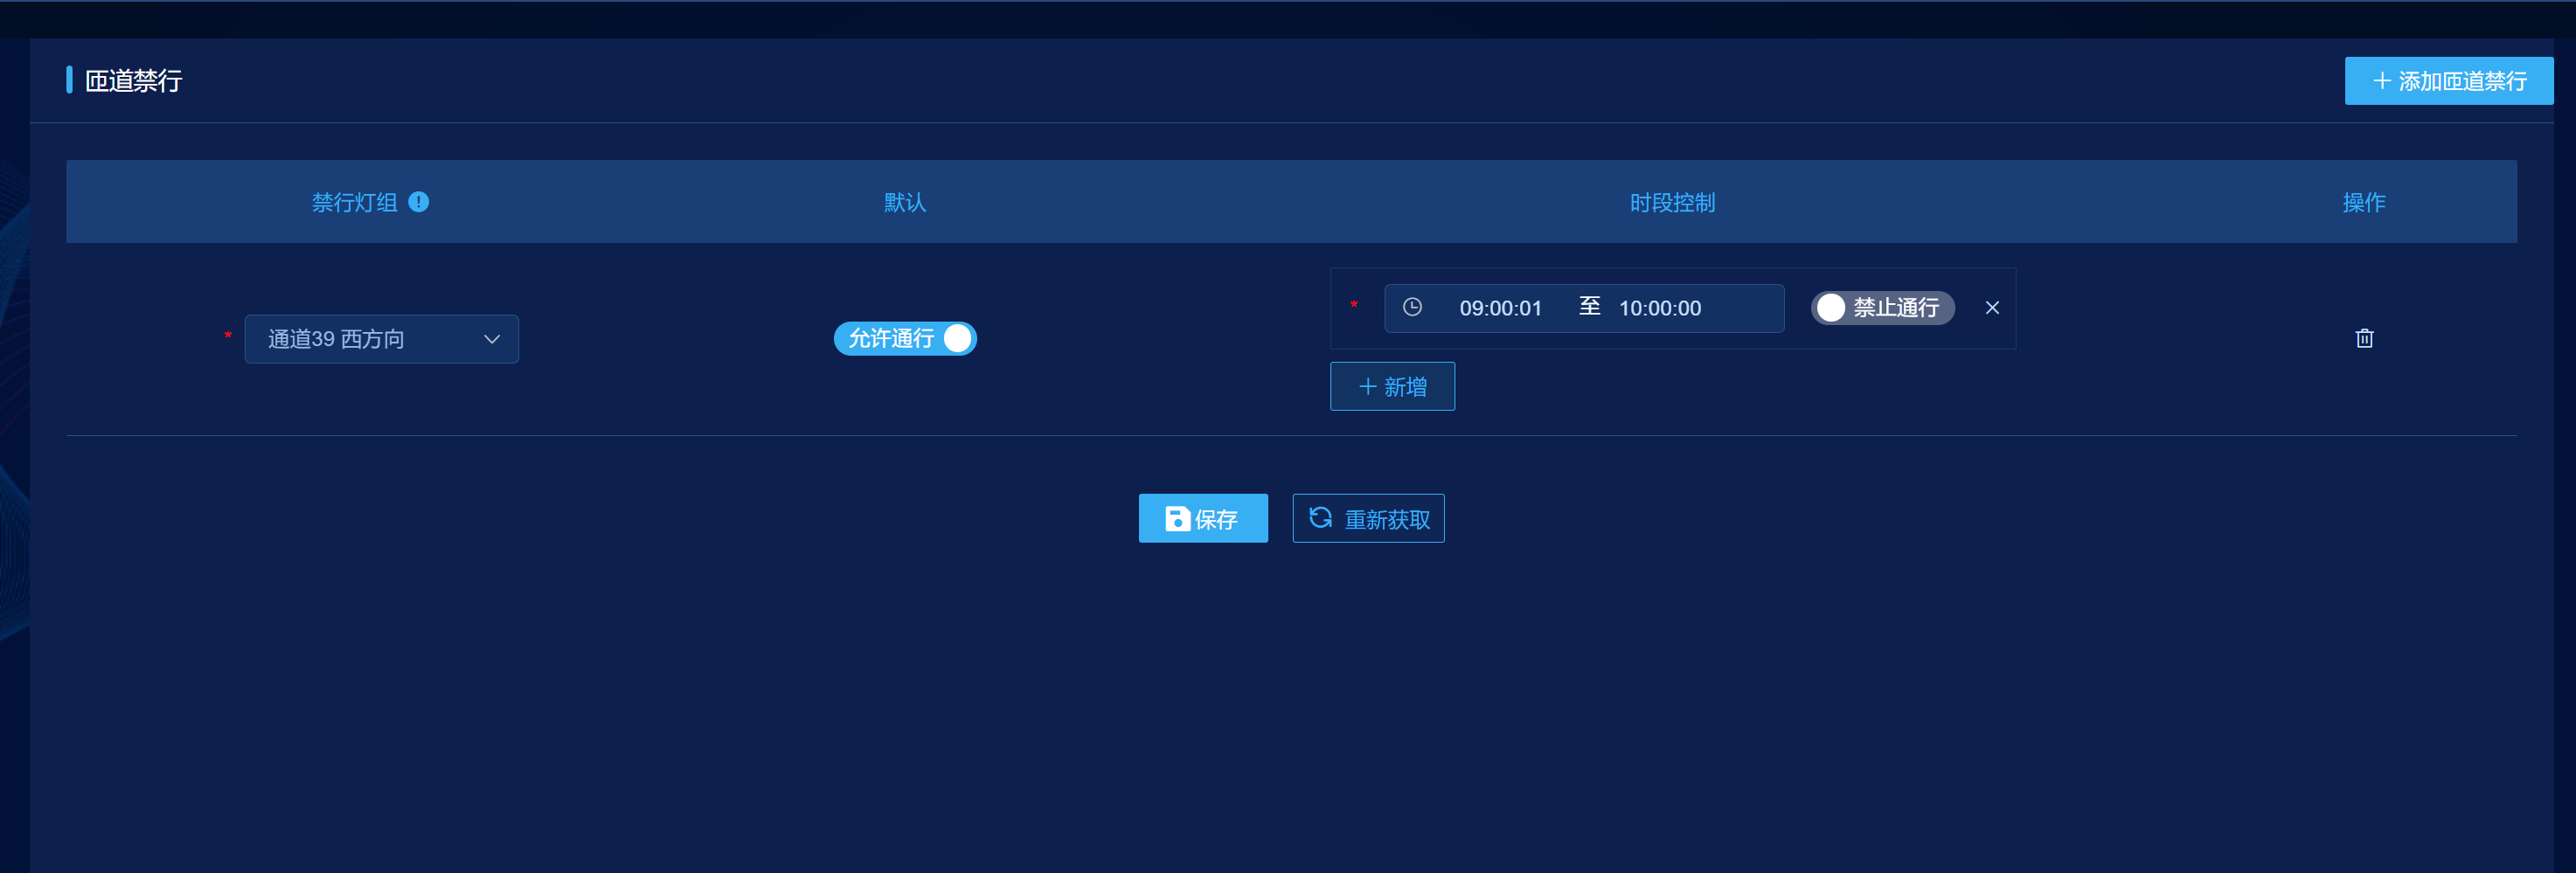 匝道禁行
添加匝道禁行
禁行灯组 默认 时段控制 操作
* 通道39 西方向 允许通行 * 09:00:01 至 10:00:00 禁止通行
新增
保存 重新获取